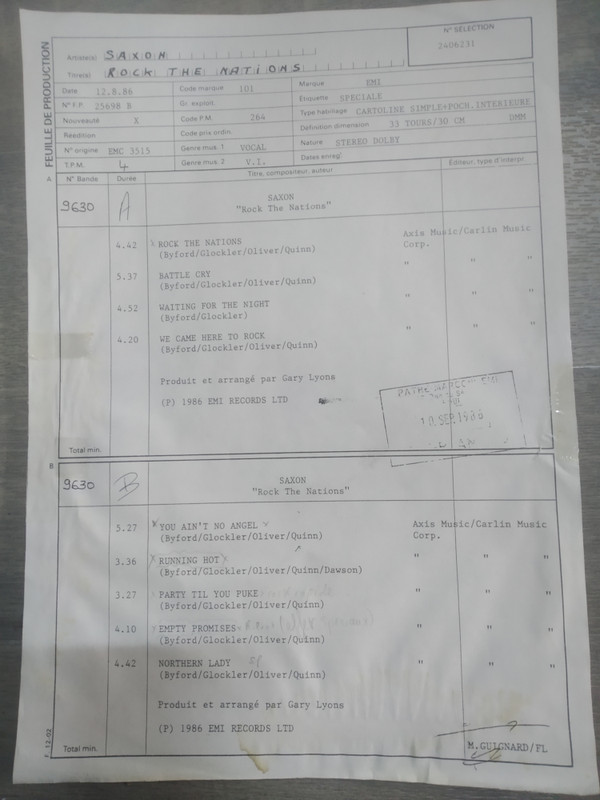 FEUILLE DE PRODUCTION
Artiste(s) SAXON
Titre(s) ROCK THE NATIONS
N° SELECTION
2406231
Date 12.8.86 Code marque 101 Marque EMI
N° F.P. 25698 B Gr. exploit. Etiquette SPECIALE
Nouveauté X Code P.M. 264 Type habillage CARTOLINE SIMPLE+POCH.INTERIEURE
Réédition Code prix ordin. Définition dimension 33 TOURS/30 CM DMM
N° origine EMC 3515 Genre mus. 1 VOCAL Nature STEREO DOLBY
T.P.M. 4 Genre mus. 2 V.I. Dates enregt
A N° Bande Durée Titre, compositeur, auteur Editeur, type d'interpr.
9630 A SAXON
"Rock The Nations"
4.42 ROCK THE NATIONS Axis Music/Carlin Music
(Byford/Glockler/Oliver/Quinn) Corp.
5.37 BATTLE CRY " " "
(Byford/Glockler/Oliver/Quinn)
4.52 WAITING FOR THE NIGHT " " "
(Byford/Glockler)
4.20 WE CAME HERE TO ROCK " " "
(Byford/Glockler/Oliver/Quinn)
Produit et arrangé par Gary Lyons
(P) 1986 EMI RECORDS LTD
PATHE MARCONI EMI
10 SEP. 1986
Total min.
B
9630 B SAXON
"Rock The Nations"
5.27 YOU AIN'T NO ANGEL Axis Music/Carlin Music
(Byford/Glockler/Oliver/Quinn) Corp.
3.36 RUNNING HOT " " "
(Byford/Glockler/Oliver/Quinn/Dawson)
3.27 PARTY TIL YOU PUKE " " "
(Byford/Glockler/Oliver/Quinn)
4.10 EMPTY PROMISES " " "
(Byford/Glockler/Oliver/Quinn)
4.42 NORTHERN LADY " " "
(Byford/Glockler/Oliver/Quinn)
Produit et arrangé par Gary Lyons
(P) 1986 EMI RECORDS LTD
Total min.
M.GUIGNARD/FL
12-02